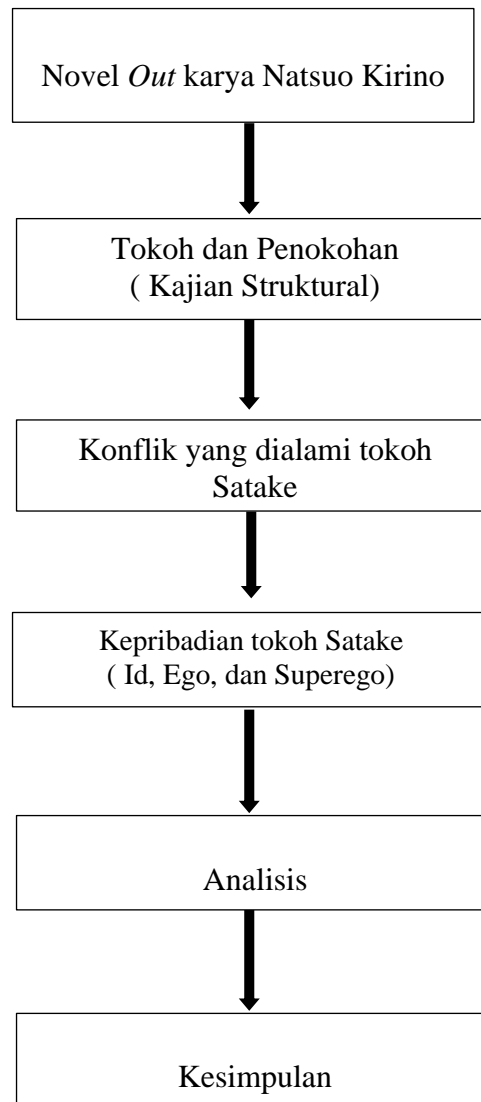 Novel Out karya Natsuo Kirino
Tokoh dan Penokohan
( Kajian Struktural)
Konflik yang dialami tokoh
Satake
Kepribadian tokoh Satake
( Id, Ego, dan Superego)
Analisis
Kesimpulan